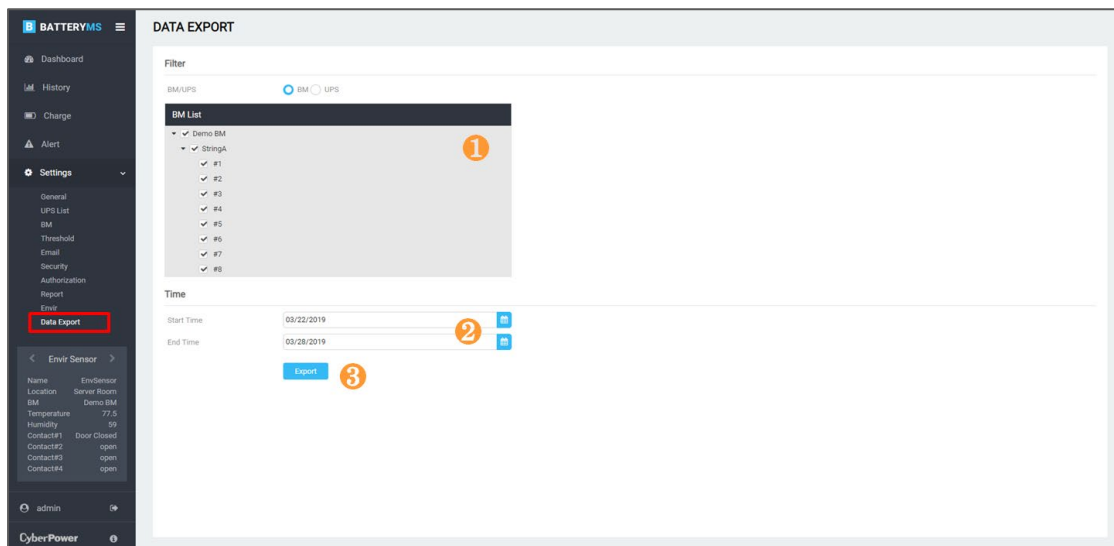 B BATTERYMS
DATA EXPORT
Dashboard
History
Charge
Alert
Settings
General
UPS List
BM
Threshold
Email
Security
Authorization
Report
Envir
Data Export
Envir Sensor
Name EnvSensor
Location Server Room
BM Demo BM
Temperature 77.5
Humidity 59
Contact#1 Door Closed
Contact#2 open
Contact#3 open
Contact#4 open
admin
CyberPower
Filter
BM/UPS BM UPS
BM List
Demo BM
StringA
#1
#2
#3
#4
#5
#6
#7
#8
1
Time
Start Time 03/22/2019
2
End Time 03/28/2019
Export 3